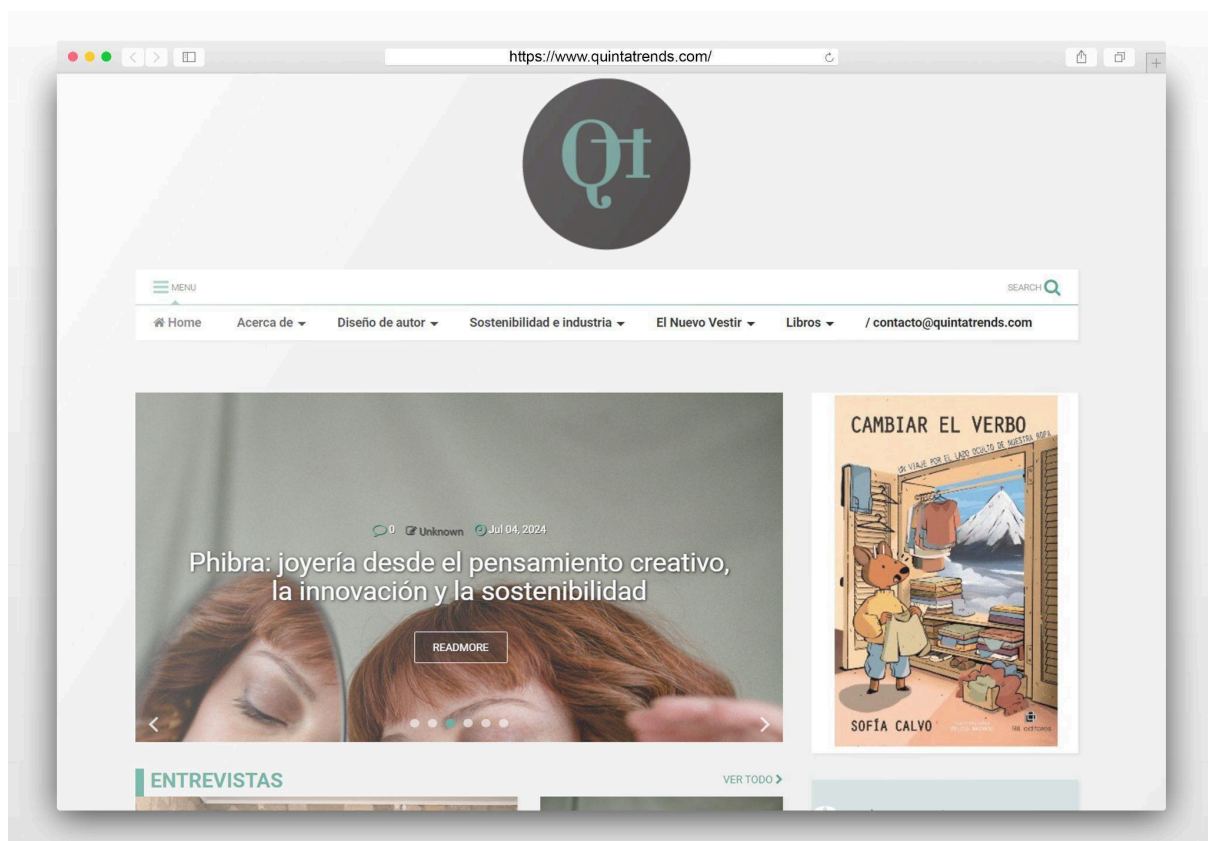 https://www.quintatrends.com/
Qt
MENU
SEARCH
Home Acerca de Diseño de autor Sostenibilidad e industria El Nuevo Vestir Libros / contacto@quintatrends.com
0 Unknown Jul 04, 2024
Phibra: joyería desde el pensamiento creativo,
la innovación y la sostenibilidad
READMORE
CAMBIAR EL VERBO
UN VIAJE POR EL LADO OCULTO DE NUESTRA ROPA
SOFÍA CALVO
editores
ENTREVISTAS
VER TODO